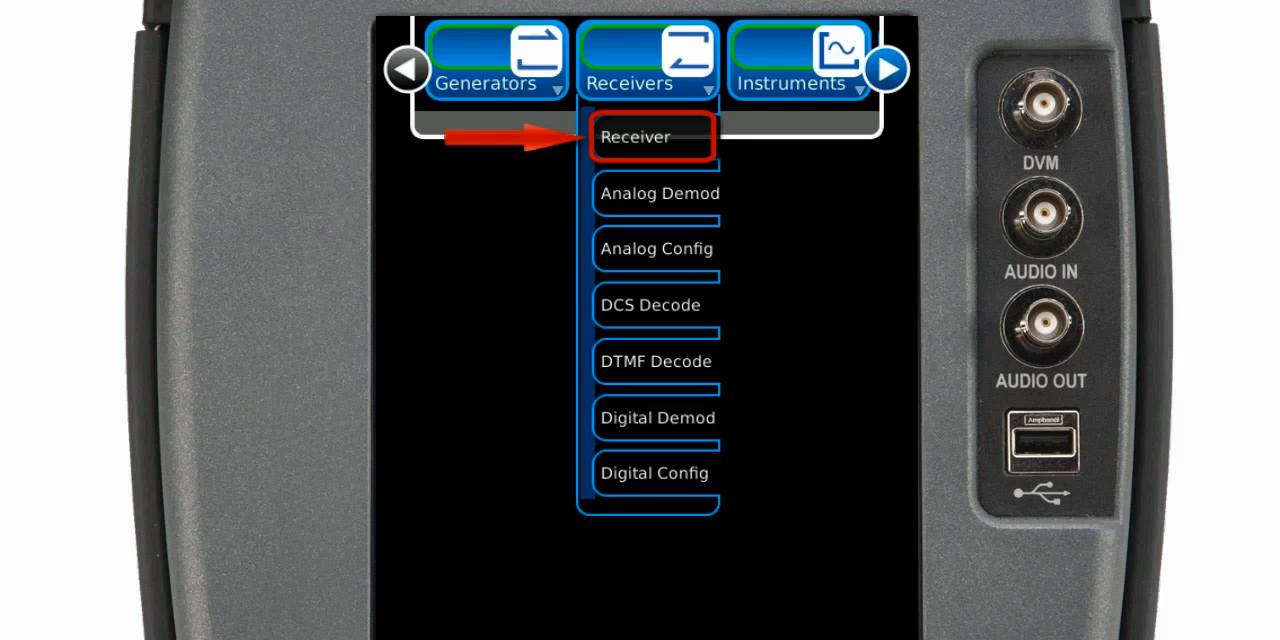 Generators
Receivers
Instruments
Receiver
Analog Demod
Analog Config
DCS Decode
DTMF Decode
Digital Demod
Digital Config
DVM
AUDIO IN
AUDIO OUT
Amphenol